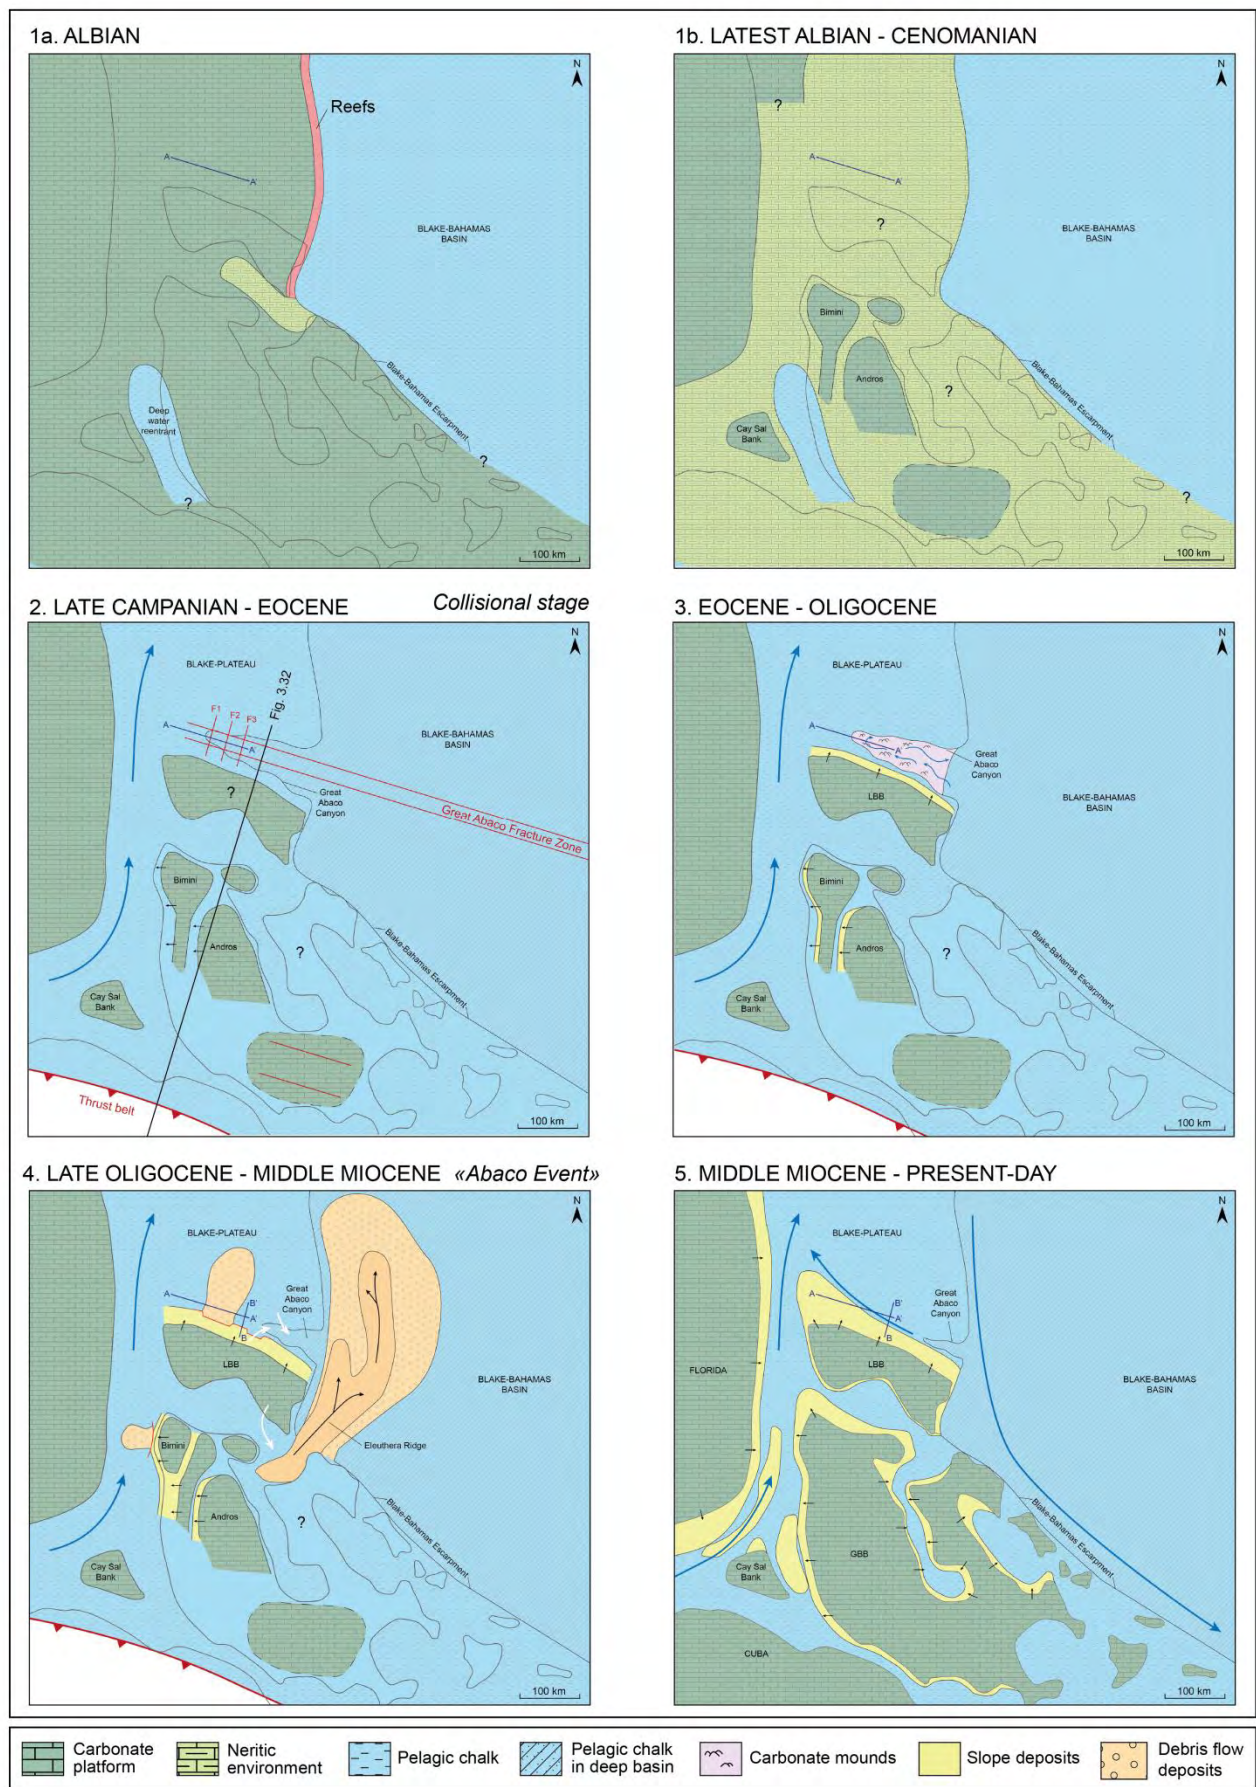 1a. ALBIAN
N
Reefs
A
A'
BLAKE-BAHAMAS
BASIN
Deep
water
reentrant
Blake-Bahamas Escarpment
?
?
100 km
1b. LATEST ALBIAN - CENOMANIAN
N
?
A
A'
?
BLAKE-BAHAMAS
BASIN
Bimini
Andros
?
Blake-Bahamas Escarpment
Cay Sal
Bank
?
100 km
2. LATE CAMPANIAN - EOCENE
Collisional stage
N
BLAKE-PLATEAU
Fig. 3.32
F1
F2
F3
A
A'
BLAKE-BAHAMAS
BASIN
?
Great
Abaco
Canyon
Great Abaco Fracture Zone
Bimini
Andros
?
Blake-Bahamas Escarpment
Cay Sal
Bank
Thrust belt
100 km
3. EOCENE - OLIGOCENE
N
BLAKE-PLATEAU
A
A'
Great
Abaco
Canyon
LBB
BLAKE-BAHAMAS
BASIN
Bimini
Andros
?
Blake-Bahamas Escarpment
Cay Sal
Bank
100 km
4. LATE OLIGOCENE - MIDDLE MIOCENE «Abaco Event»
N
BLAKE-PLATEAU
Great
Abaco
Canyon
A
B'
A'
B
LBB
BLAKE-BAHAMAS
BASIN
Eleuthera Ridge
Bimini
Andros
?
Blake-Bahamas Escarpment
Cay Sal
Bank
100 km
5. MIDDLE MIOCENE - PRESENT-DAY
N
BLAKE-PLATEAU
Great
Abaco
Canyon
A
B'
A'
B
LBB
FLORIDA
BLAKE-BAHAMAS
BASIN
Blake-Bahamas Escarpment
GBB
Cay Sal
Bank
CUBA
100 km
Carbonate
platform
Neritic
environment
Pelagic chalk
Pelagic chalk
in deep basin
Carbonate mounds
Slope deposits
Debris flow
deposits